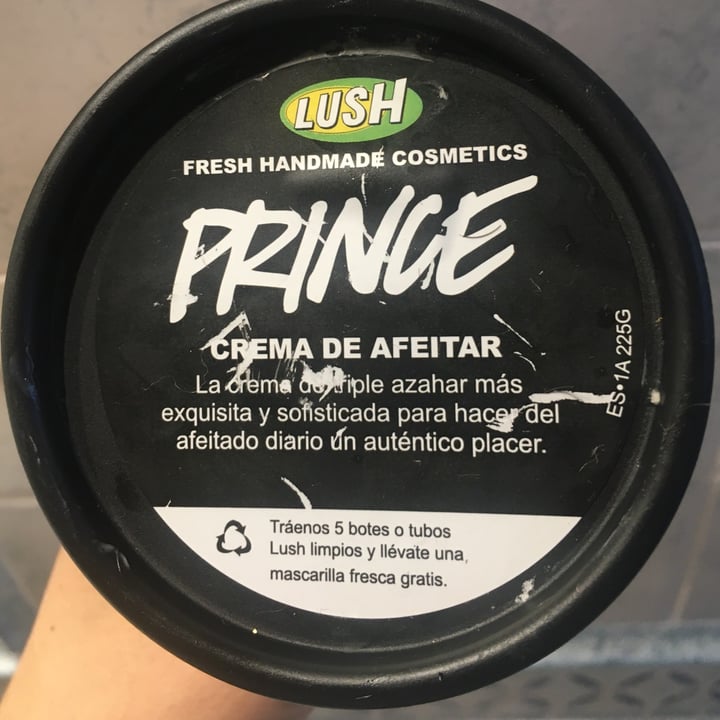 LUSH
FRESH HANDMADE COSMETICS
PRINCE
CREMA DE AFEITAR
La crema de triple azahar más
exquisita y sofisticada para hacer del
afeitado diario un auténtico placer.
ES•1A 225G
Tráenos 5 botes o tubos
Lush limpios y llévate una
mascarilla fresca gratis.